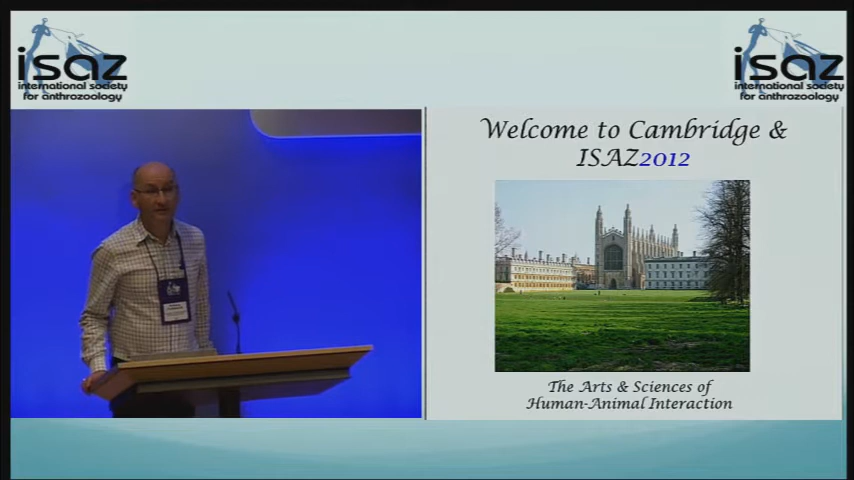 isaz
international society
for anthrozoology
isaz
international society
for anthrozoology
Welcome to Cambridge &
ISAZ2012
The Arts & Sciences of
Human-Animal Interaction